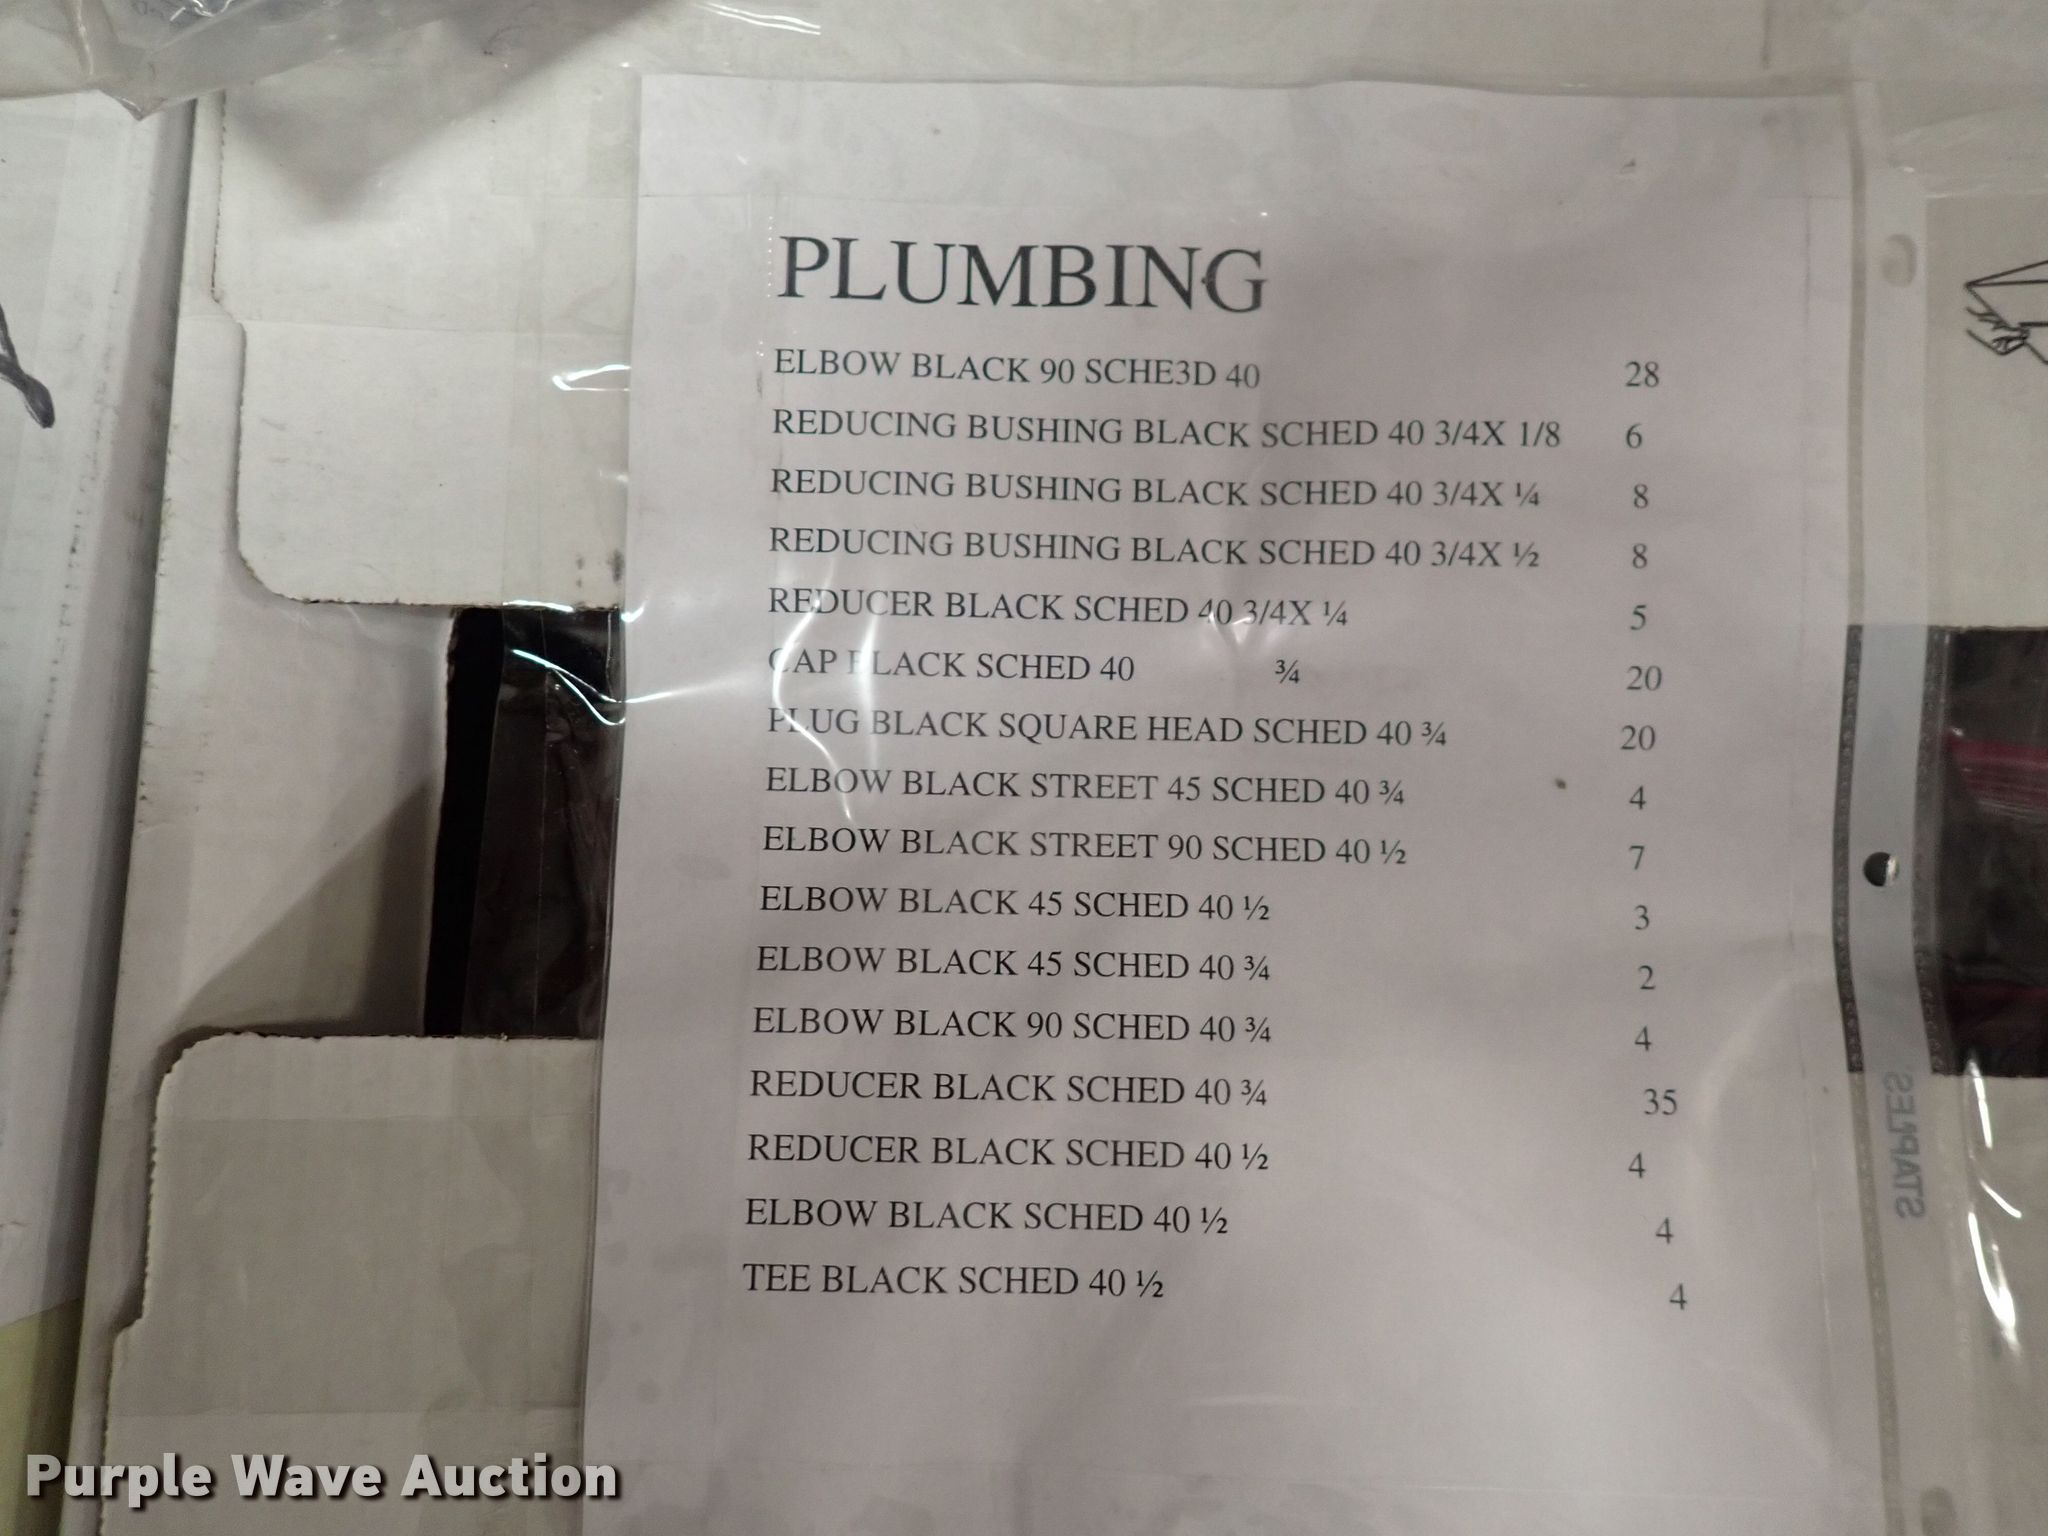 PLUMBING
ELBOW BLACK 90 SCHE3D 40 28
REDUCING BUSHING BLACK SCHED 40 3/4X 1/8 6
REDUCING BUSHING BLACK SCHED 40 3/4X ¼ 8
REDUCING BUSHING BLACK SCHED 40 3/4X ½ 8
REDUCER BLACK SCHED 40 3/4X ¼ 5
CAP BLACK SCHED 40 ¾ 20
PLUG BLACK SQUARE HEAD SCHED 40 ¾ 20
ELBOW BLACK STREET 45 SCHED 40 ¾ 4
ELBOW BLACK STREET 90 SCHED 40 ½ 7
ELBOW BLACK 45 SCHED 40 ½ 3
ELBOW BLACK 45 SCHED 40 ¾ 2
ELBOW BLACK 90 SCHED 40 ¾ 4
REDUCER BLACK SCHED 40 ¾ 35
REDUCER BLACK SCHED 40 ½ 4
ELBOW BLACK SCHED 40 ½ 4
TEE BLACK SCHED 40 ½ 4
STAPLES
Purple Wave Auction